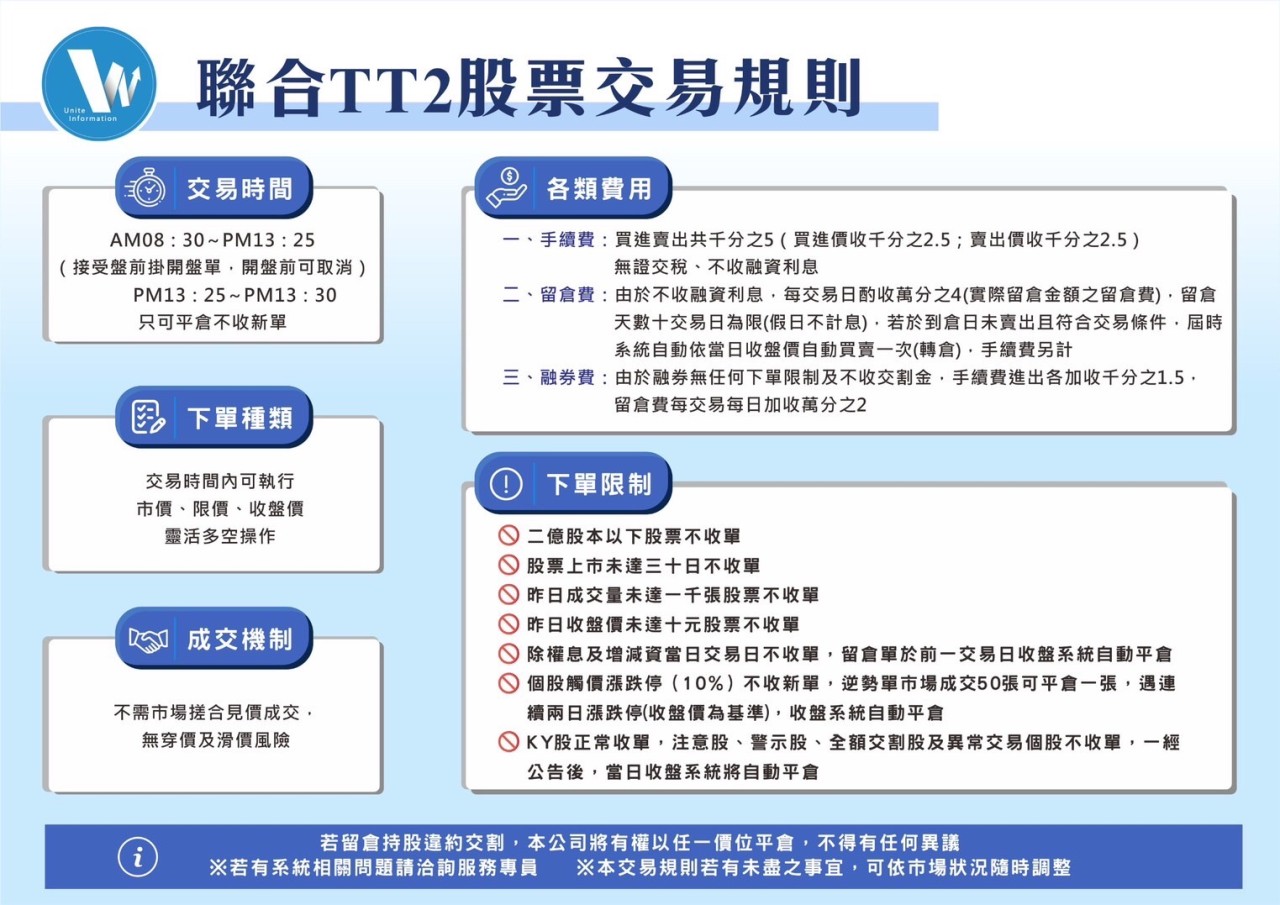 Unite
Information
聯合TT2股票交易規則
交易時間
AM08：30~PM13：25
（接受盤前掛開盤單，開盤前可取消）
PM13：25~PM13：30
只可平倉不收新單
下單種類
交易時間內可執行
市價、限價、收盤價
靈活多空操作
成交機制
不需市場搓合見價成交，
無穿價及滑價風險
各類費用
一、手續費：買進賣出共千分之5（買進價收千分之2.5；賣出價收千分之2.5）
無證交稅、不收融資利息
二、留倉費：由於不收融資利息，每交易日酌收萬分之4(實際留倉金額之留倉費)，留倉
天數十交易日為限(假日不計息)，若於到倉日未賣出且符合交易條件，屆時
系統自動依當日收盤價自動買賣一次(轉倉)，手續費另計
三、融券費：由於融券無任何下單限制及不收交割金，手續費進出各加收千分之1.5，
留倉費每交易每日加收萬分之2
下單限制
二億股本以下股票不收單
股票上市未達三十日不收單
昨日成交量未達一千張股票不收單
昨日收盤價未達十元股票不收單
除權息及增減資當日交易日不收單，留倉單於前一交易日收盤系統自動平倉
個股觸價漲跌停（10%）不收新單，逆勢單市場成交50張可平倉一張，遇連
續兩日漲跌停(收盤價為基準)，收盤系統自動平倉
KY股正常收單，注意股、警示股、全額交割股及異常交易個股不收單，一經
公告後，當日收盤系統將自動平倉
若留倉持股違約交割，本公司將有權以任一價位平倉，不得有任何異議
※若有系統相關問題請洽詢服務專員 ※本交易規則若有未盡之事宜，可依市場狀況隨時調整